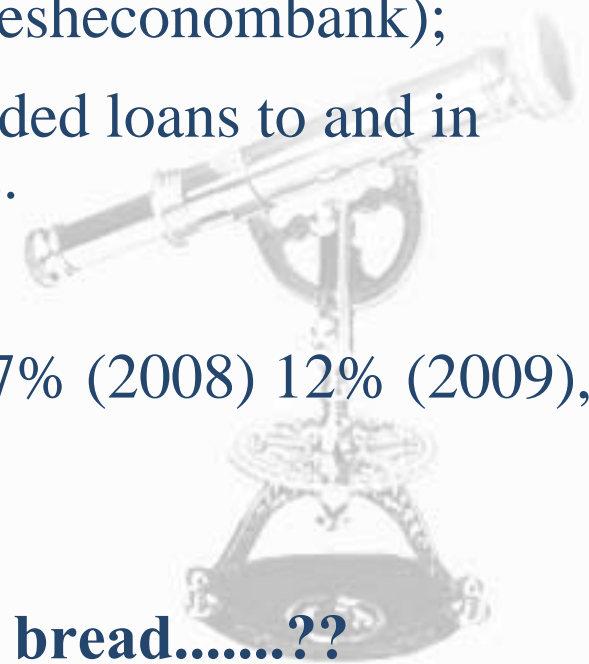 esheconombank);
ded loans to and in
.
7% (2008) 12% (2009),
bread.......??